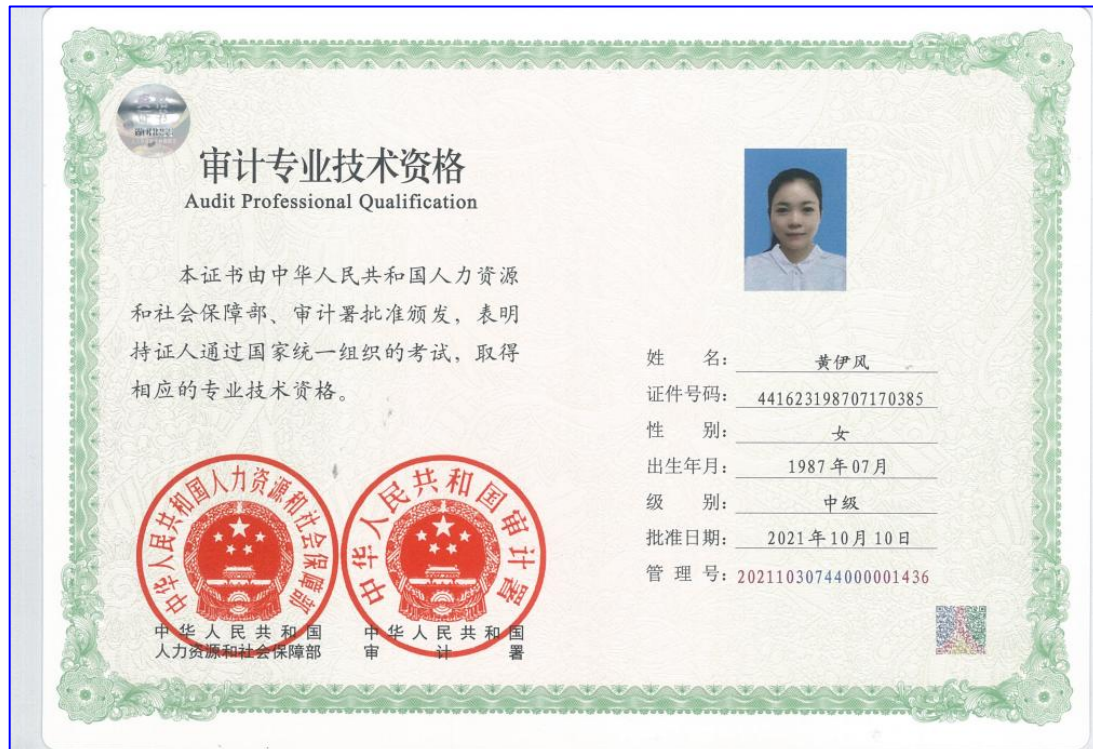 审计专业技术资格
Audit Professional Qualification
本证书由中华人民共和国人力资源
和社会保障部、审计署批准颁发，表明
持证人通过国家统一组织的考试，取得
相应的专业技术资格。
姓 名：黄伊风
证件号码：441623198707170385
性 别：女
出生年月：1987年07月
级 别：中级
批准日期：2021年10月10日
管 理 号：20211030744000001436
中华人民共和国人力资源和社会保障部
中华人民共和国审计署
中华人民共和国
人力资源和社会保障部
中华人民共和国
审 计 署